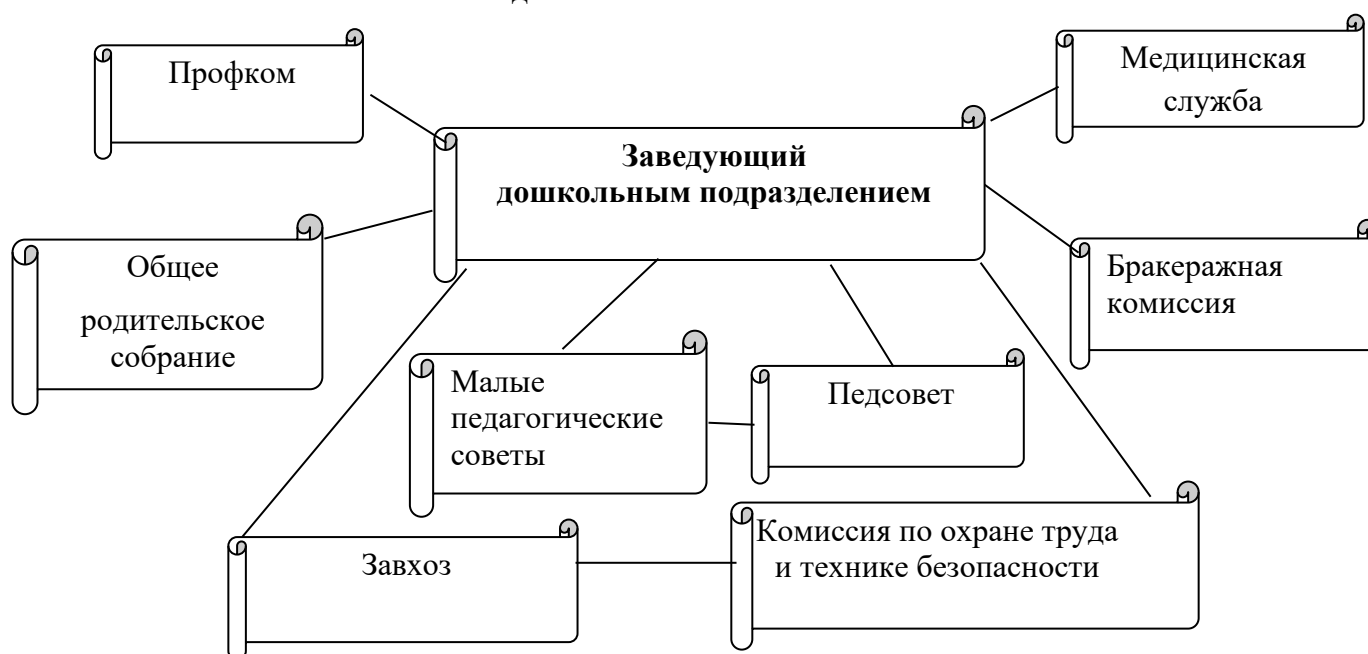 Профком
Медицинская
служба
Заведующий
дошкольным подразделением
Общее
родительское
собрание
Бракеражная
комиссия
Малые
педагогические
советы
Педсовет
Завхоз
Комиссия по охране труда
и технике безопасности